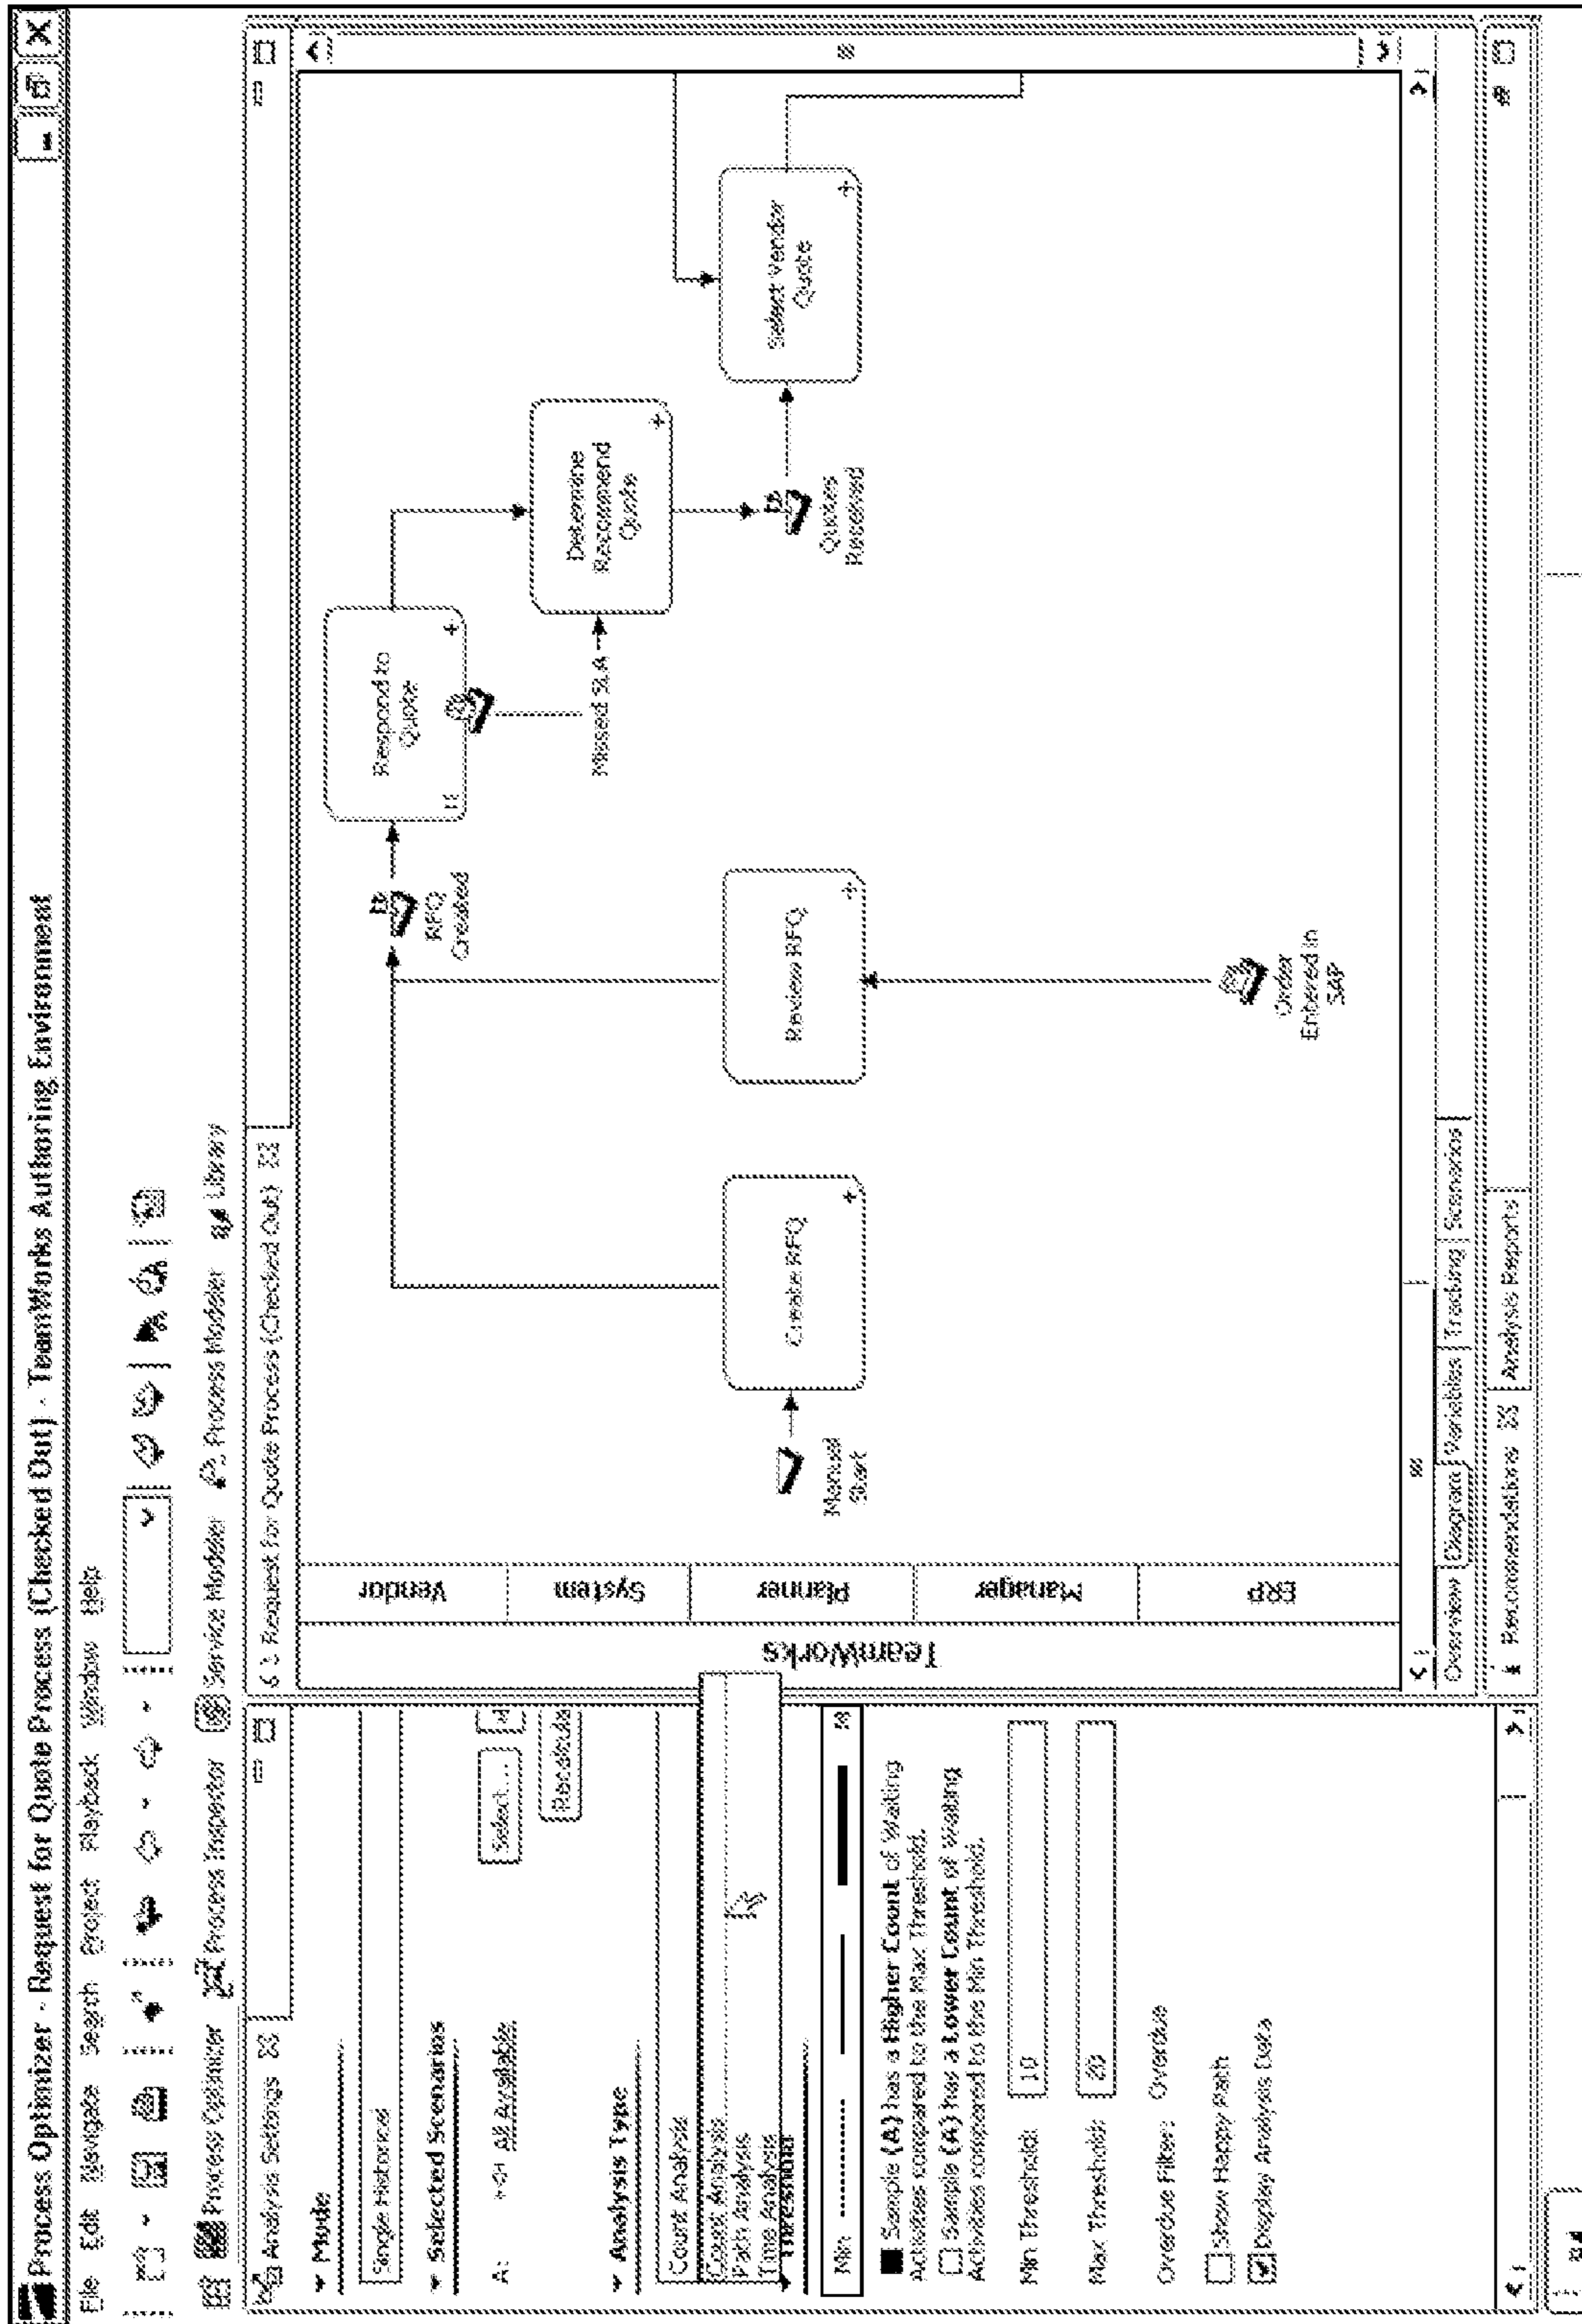 Process Optimizer - Request for Quote Process (Checked Out) - TeamWorks Authoring Environment
File Edit Navigate Search Project Playback Window Help
Process Optimizer Process Inspector Service Modeler Process Modeler Library
Analysis Settings
Mode
Single Historical
Selected Scenarios
A: All Available
Select...
Recalcula
Analysis Type
Count Analysis
Count Analysis
Path Analysis
Time Analysis
Threshold
Min
Sample (A) has a Higher Count of Waiting
Activities compared to the Max Threshold.
Sample (A) has a Lower Count of Waiting
Activities compared to the Min Threshold.
Min Threshold: 10
Max Threshold: 20
Overdue Filter: Overdue
Show Happy Path
Display Analysis Data
Request for Quote Process (Checked Out)
TeamWorks
Vendor
System
Planner
Manager
ERP
Manual
Start
Create RFQ
Review RFQ
Order
Entered in
SAP
RFQ
Created
Respond to
Quote
Missed SLA
Determine
Recommend
Quote
Quotes
Received
Select Vendor
Quote
Overview Diagram Variables Tracking Scenarios
Recommendations Analysis Reports